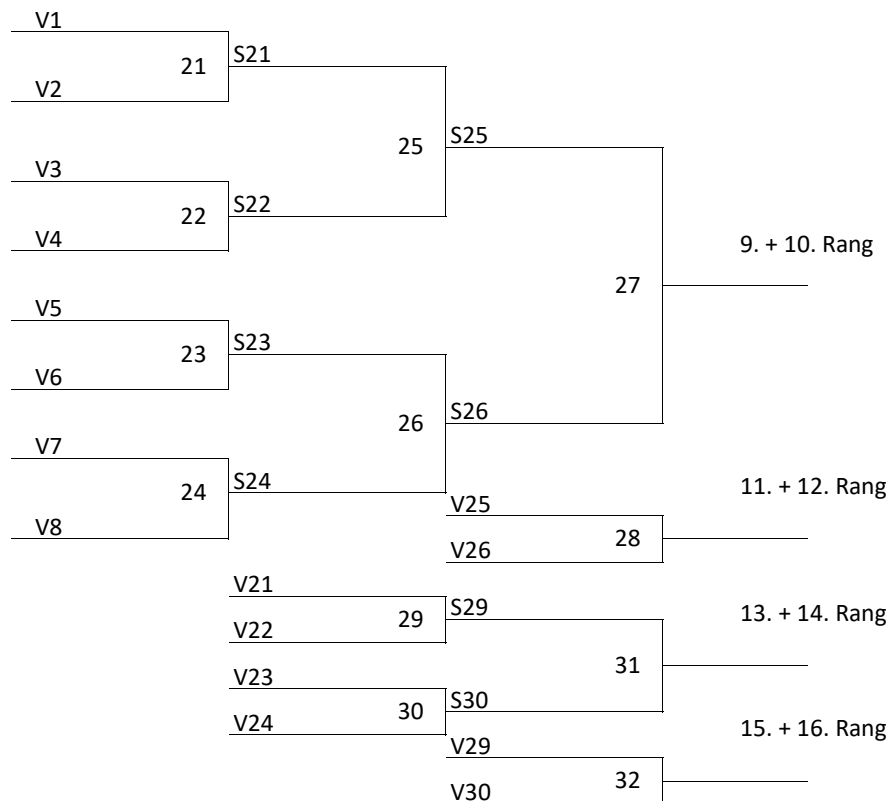 V1
21 S21
V2
25 S25
V3
22 S22
V4
9. + 10. Rang
27
V5
23 S23
V6
26 S26
V7
24 S24
11. + 12. Rang
V25
V8
28
V26
V21
29 S29
13. + 14. Rang
V22
31
V23
30 S30
V24
15. + 16. Rang
V29
32
V30